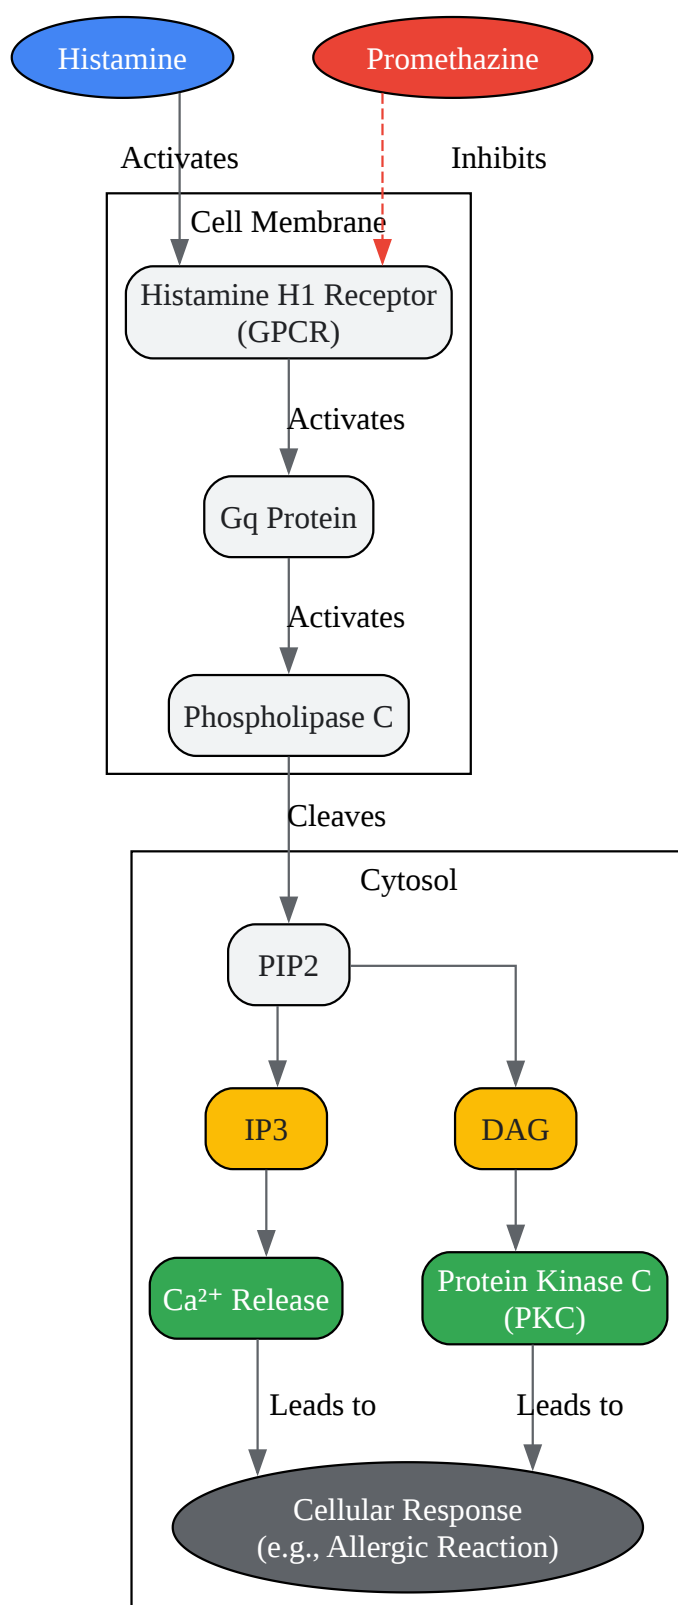 Histamine
Promethazine
Activates
Inhibits
Cell Membrane
Histamine H1 Receptor
(GPCR)
Activates
Gq Protein
Activates
Phospholipase C
Cleaves
Cytosol
PIP2
IP3
DAG
Ca²⁺ Release
Protein Kinase C
(PKC)
Leads to
Leads to
Cellular Response
(e.g., Allergic Reaction)